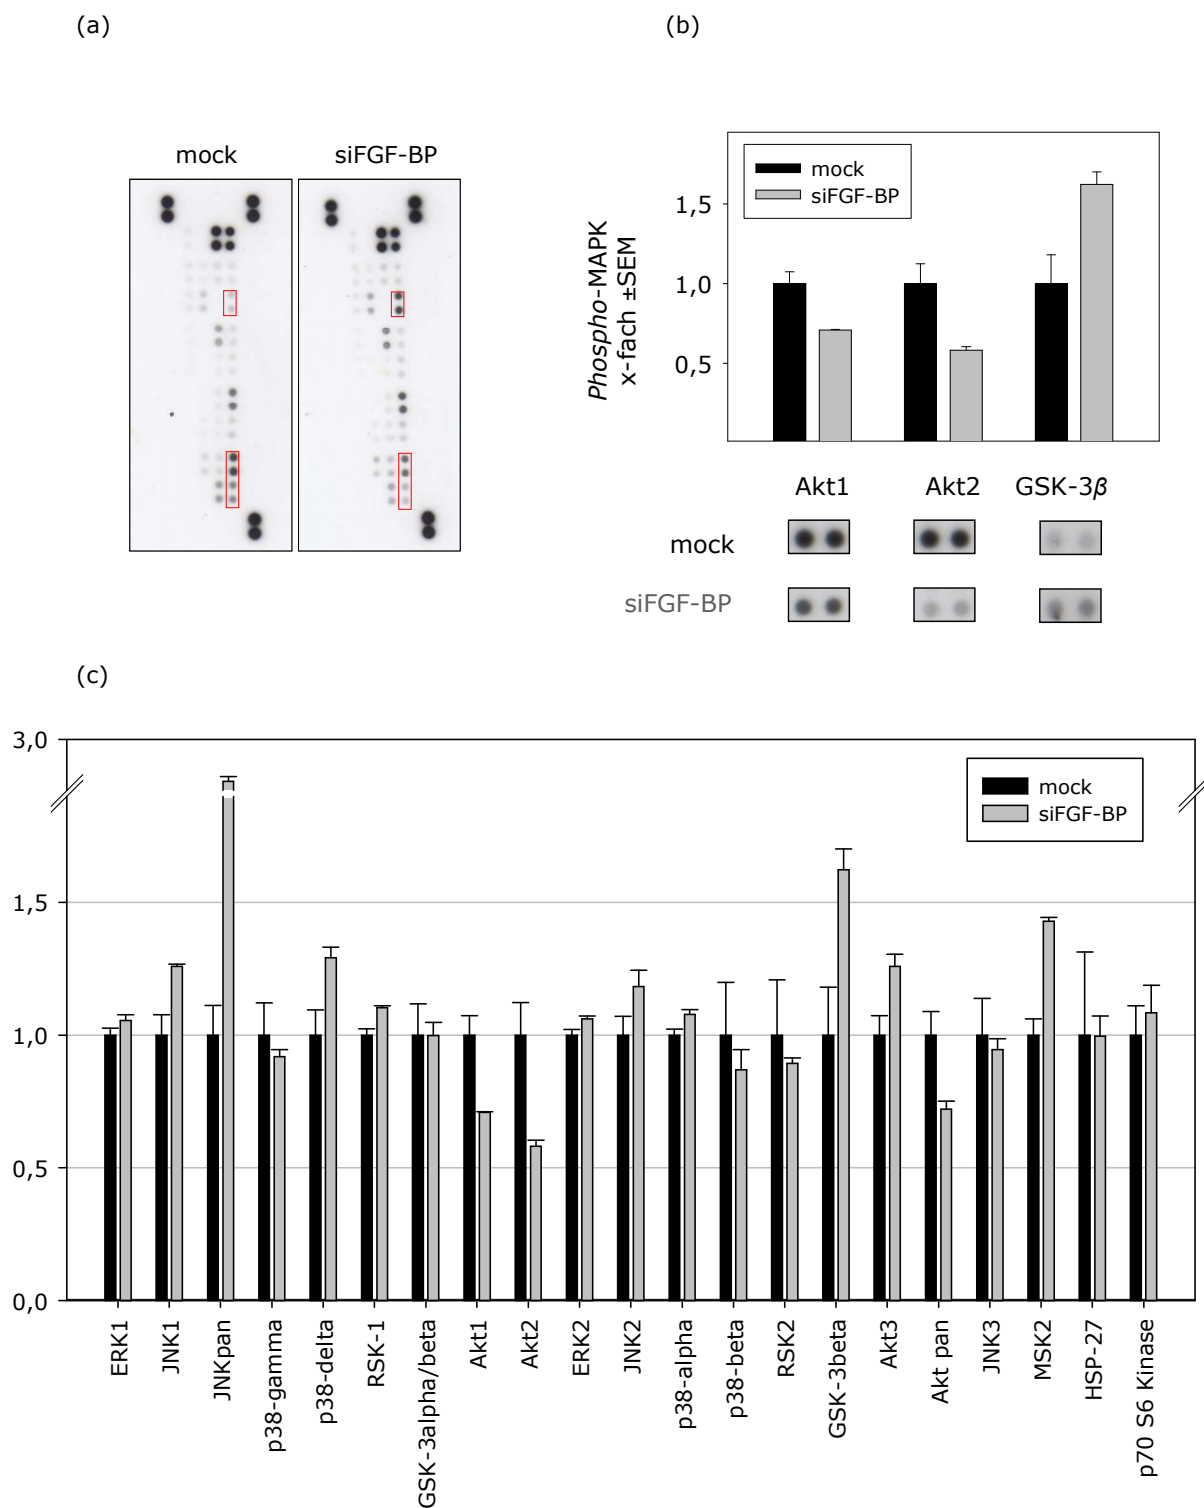 (a)
(b)
mock
siFGF-BP
mock
siFGF-BP
Phospho-MAPK
x-fach ±SEM
1,5
1,0
0,5
Akt1
Akt2
GSK-3β
mock
siFGF-BP
(c)
3,0
1,5
1,0
0,5
0,0
mock
siFGF-BP
ERK1
JNK1
JNKpan
p38-gamma
p38-delta
RSK-1
GSK-3alpha/beta
Akt1
Akt2
ERK2
JNK2
p38-alpha
p38-beta
RSK2
GSK-3beta
Akt3
Akt pan
JNK3
MSK2
HSP-27
p70 S6 Kinase